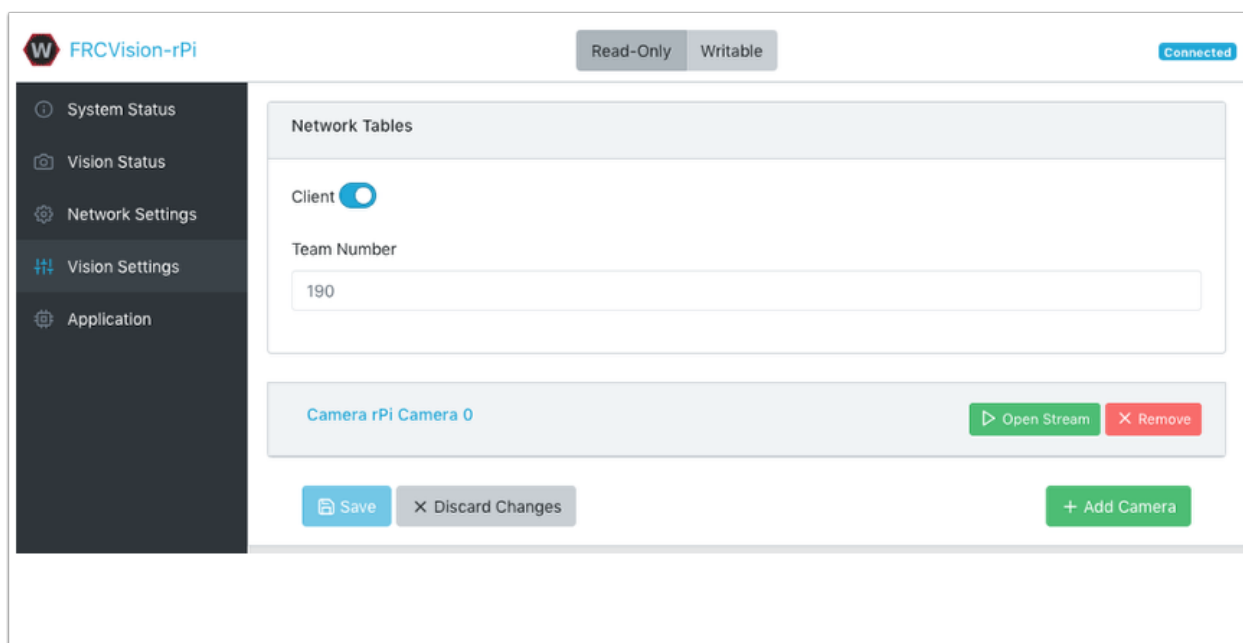 W FRCVision-rPi
Read-Only Writable
Connected
System Status
Vision Status
Network Settings
Vision Settings
Application
Network Tables
Client
Team Number
190
Camera rPi Camera 0
Open Stream
Remove
Save
Discard Changes
+ Add Camera